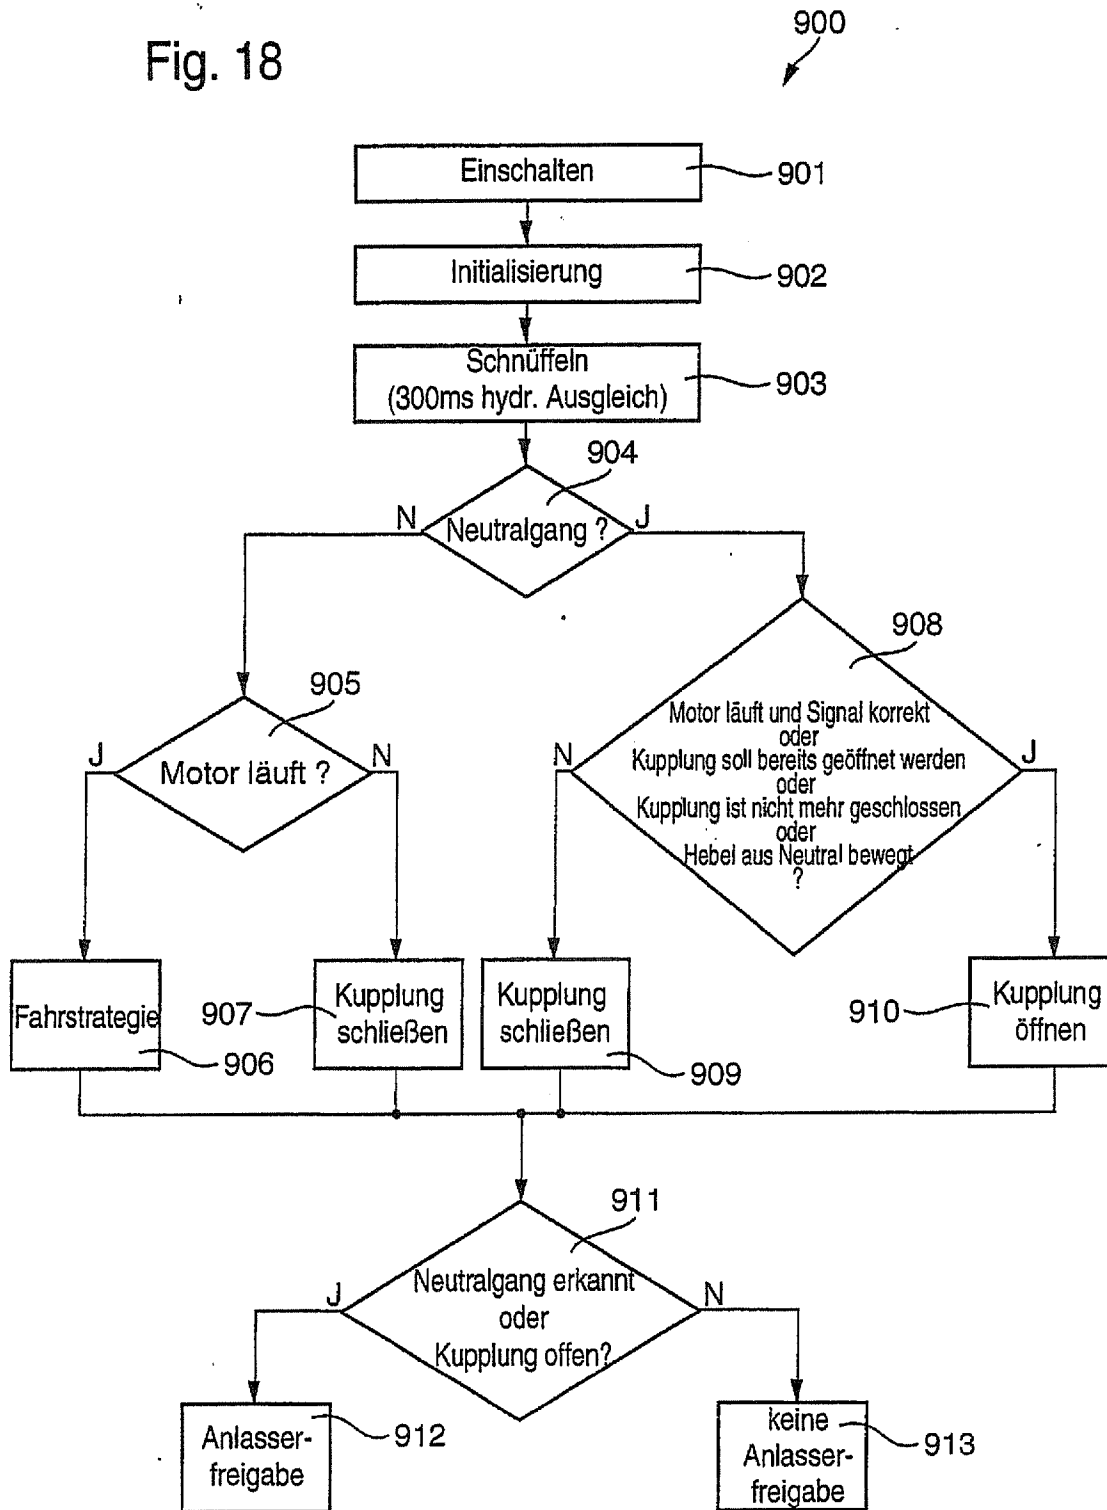 Fig. 18
900
Einschalten
901
Initialisierung
902
Schnüffeln
(300ms hydr. Ausgleich)
903
904
N
Neutralgang ?
J
905
J
Motor läuft ?
N
908
N
Motor läuft und Signal korrekt
oder
Kupplung soll bereits geöffnet werden
oder
Kupplung ist nicht mehr geschlossen
oder
Hebel aus Neutral bewegt
?
J
Fahrstrategie
906
907
Kupplung
schließen
Kupplung
schließen
909
910
Kupplung
öffnen
911
J
Neutralgang erkannt
oder
Kupplung offen?
N
Anlasser-
freigabe
912
keine
Anlasser-
freigabe
913